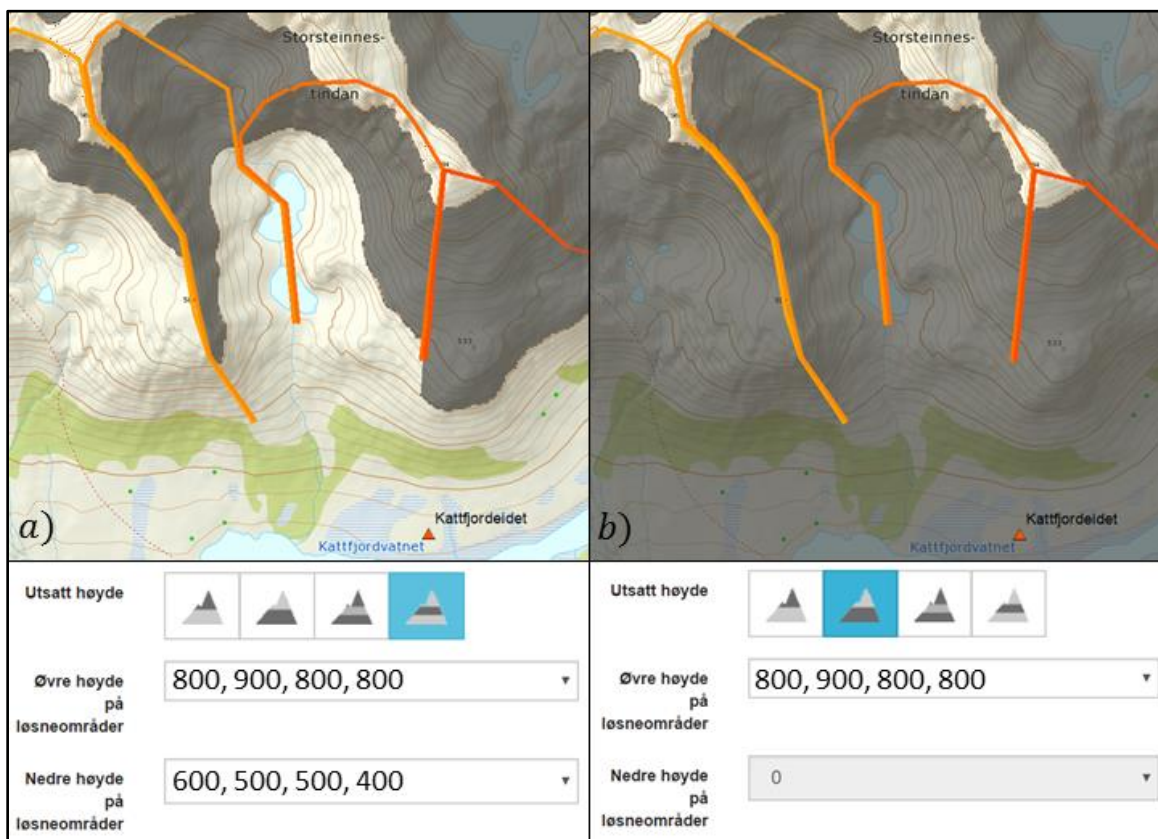 Storsteinnes-
tindan
533
a)
Kattfjordeidet
Kattfjordvatnet
Storsteinnes-
tindan
533
b)
Kattfjordeidet
Kattfjordvatnet
Utsatt høyde
Øvre høyde
på
løsneområder
800, 900, 800, 800
Nedre høyde
på
løsneområder
600, 500, 500, 400
Utsatt høyde
Øvre høyde
på
løsneområder
800, 900, 800, 800
Nedre høyde
på
løsneområder
0